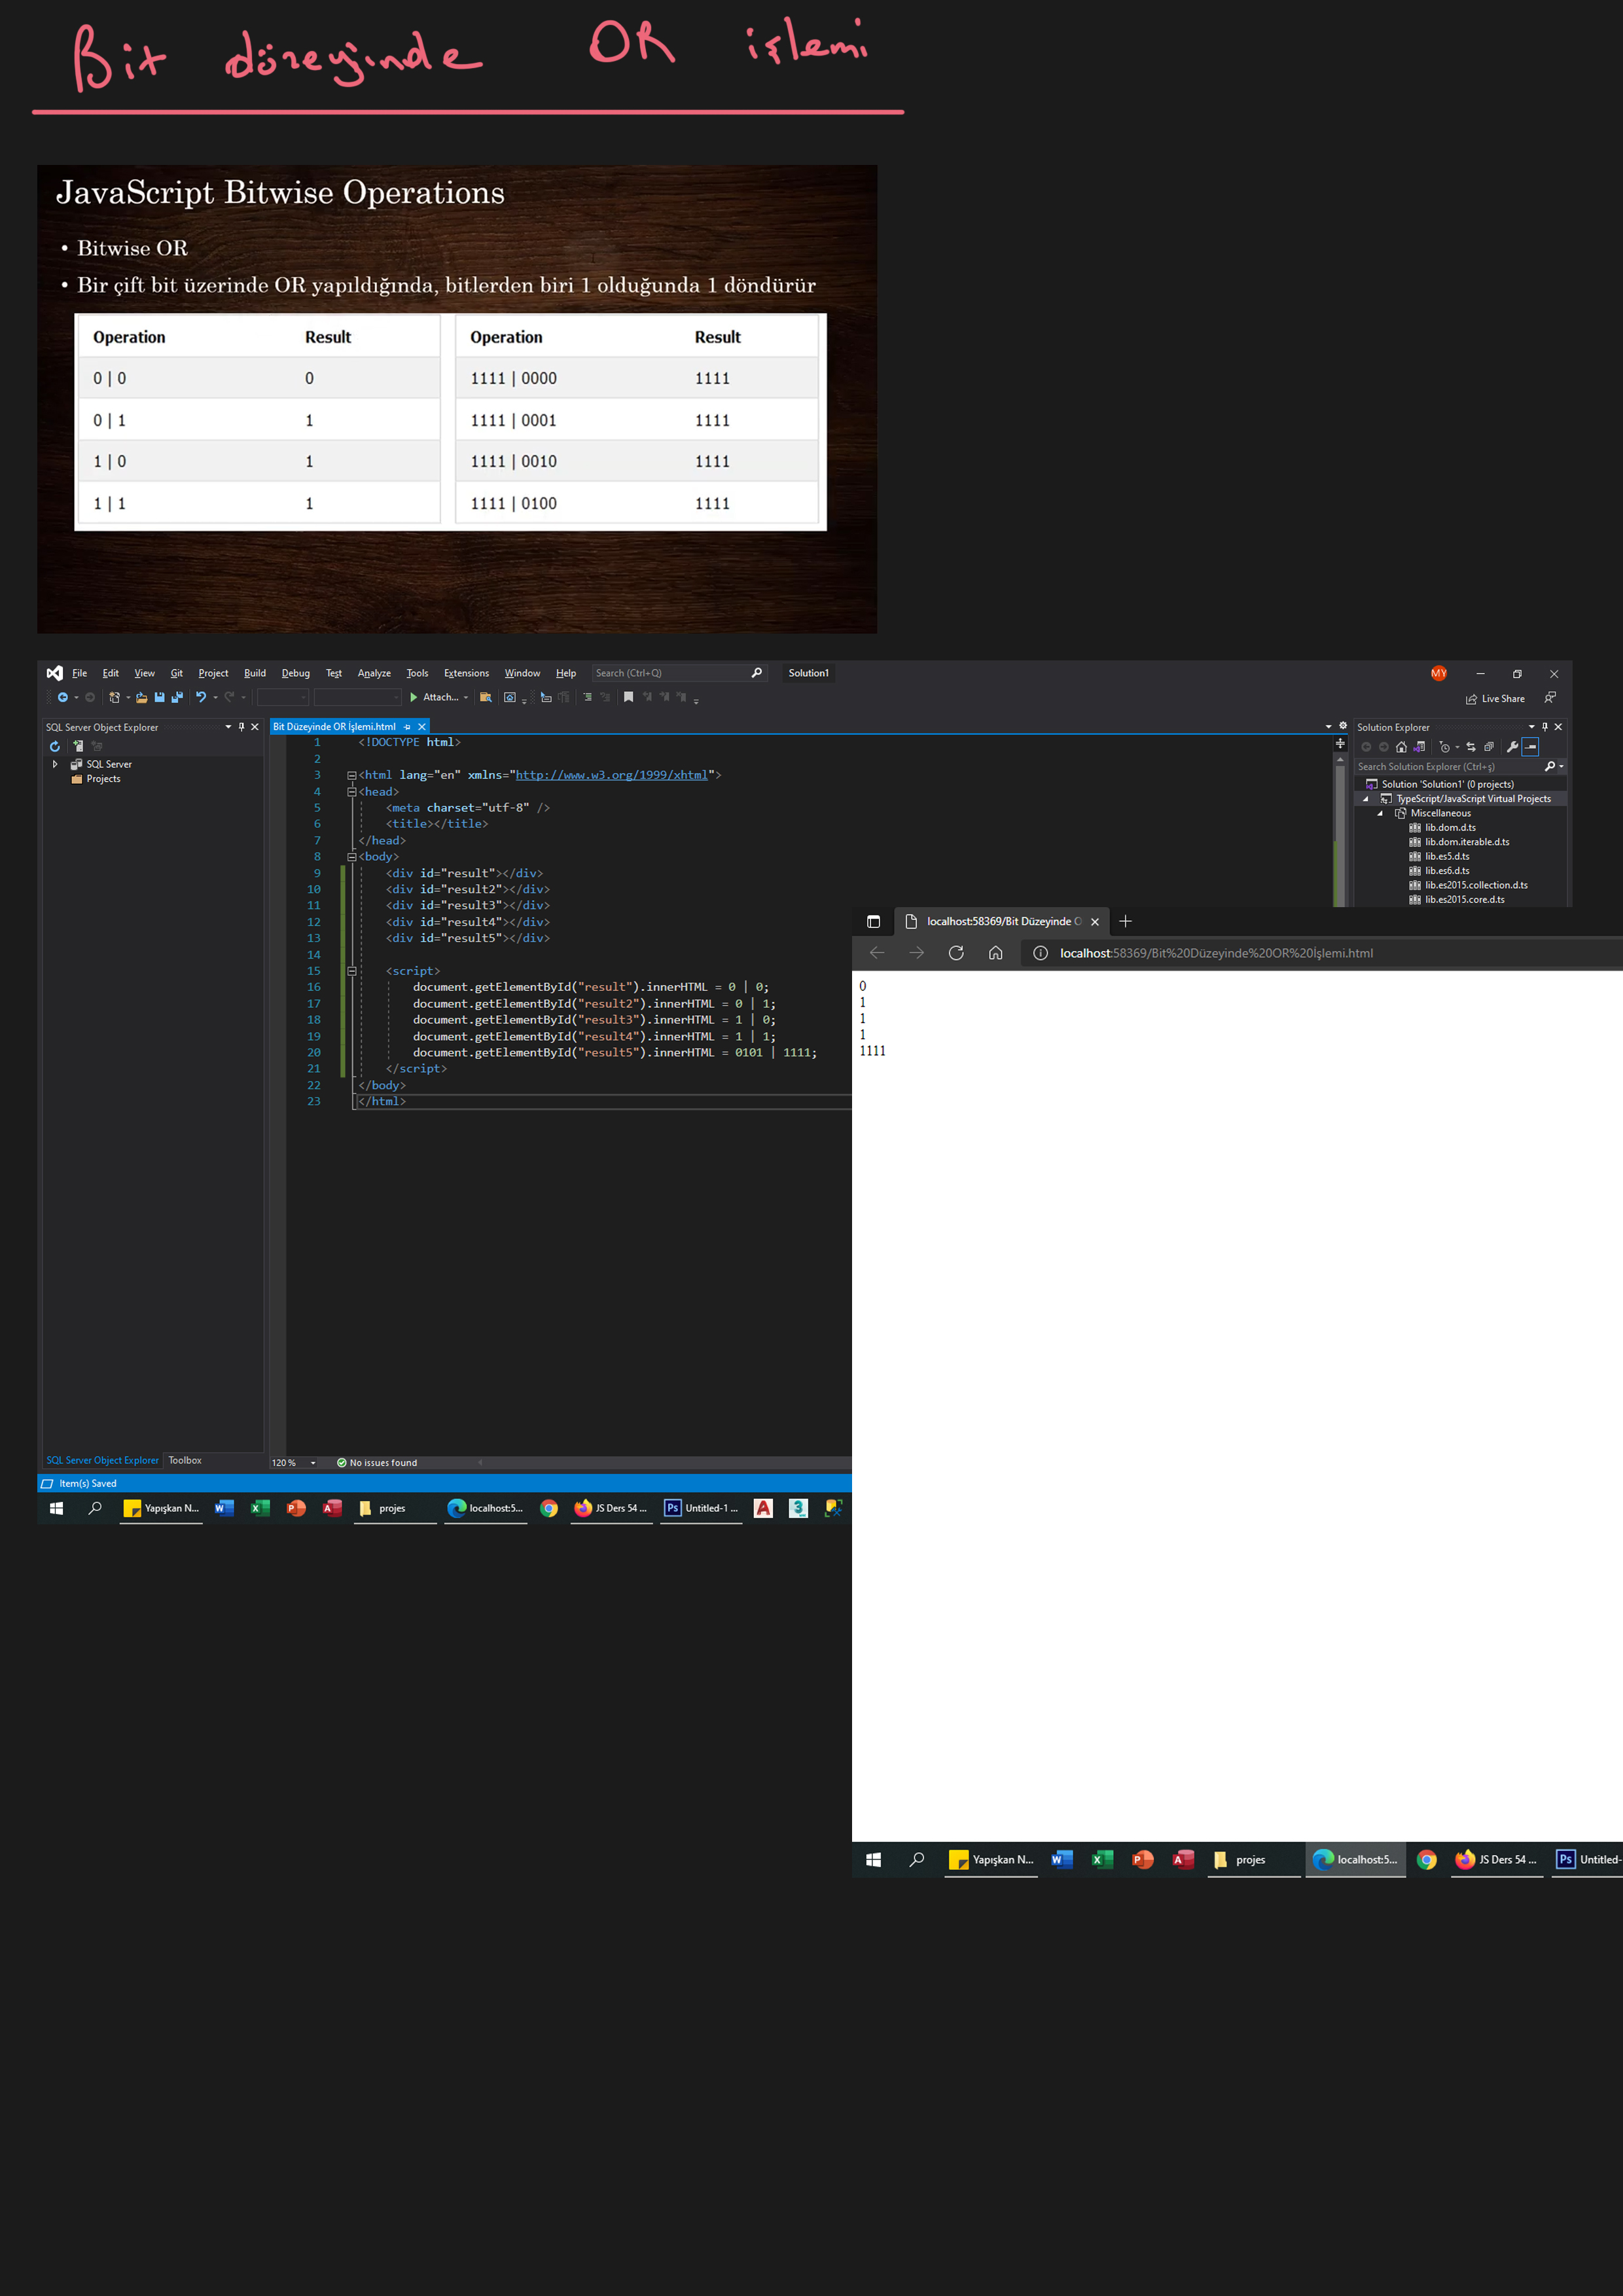 Bit düzeyinde OR işlemi
JavaScript Bitwise Operations
• Bitwise OR
• Bir çift bit üzerinde OR yapıldığında, bitlerden biri 1 olduğunda 1 döndürür
Operation Result Operation Result
0 | 0 0 1111 | 0000 1111
0 | 1 1 1111 | 0001 1111
1 | 0 1 1111 | 0010 1111
1 | 1 1 1111 | 0100 1111
File Edit View Git Project Build Debug Test Analyze Tools Extensions Window Help Search (Ctrl+Q) Solution1 MY
Attach... Live Share
SQL Server Object Explorer
SQL Server
Projects
Bit Düzeyinde OR İşlemi.html
1 <!DOCTYPE html>
2
3 <html lang="en" xmlns="http://www.w3.org/1999/xhtml">
4 <head>
5 <meta charset="utf-8" />
6 <title></title>
7 </head>
8 <body>
9 <div id="result"></div>
10 <div id="result2"></div>
11 <div id="result3"></div>
12 <div id="result4"></div>
13 <div id="result5"></div>
14
15 <script>
16 document.getElementById("result").innerHTML = 0 | 0;
17 document.getElementById("result2").innerHTML = 0 | 1;
18 document.getElementById("result3").innerHTML = 1 | 0;
19 document.getElementById("result4").innerHTML = 1 | 1;
20 document.getElementById("result5").innerHTML = 0101 | 1111;
21 </script>
22 </body>
23 </html>
Solution Explorer
Search Solution Explorer (Ctrl+ş)
Solution 'Solution1' (0 projects)
TypeScript/JavaScript Virtual Projects
Miscellaneous
lib.dom.d.ts
lib.dom.iterable.d.ts
lib.es5.d.ts
lib.es6.d.ts
lib.es2015.collection.d.ts
lib.es2015.core.d.ts
localhost:58369/Bit Düzeyinde O
localhost:58369/Bit%20Düzeyinde%20OR%20İşlemi.html
0
1
1
1
1111
SQL Server Object Explorer Toolbox
120 % No issues found
Item(s) Saved
Yapışkan N... projes localhost:5... JS Ders 54 ... Ps Untitled-1 ...
Yapışkan N... projes localhost:5... JS Ders 54 ... Ps Untitled-